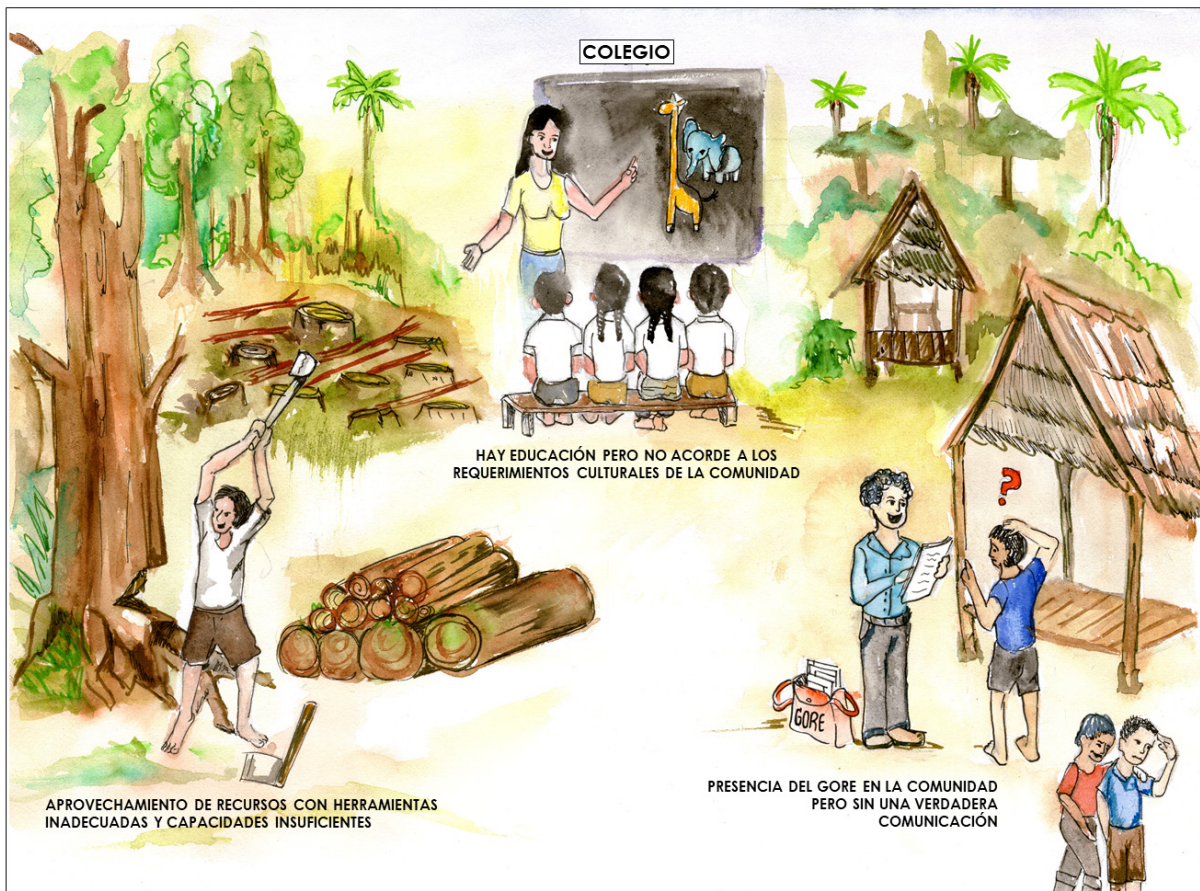 COLEGIO
HAY EDUCACIÓN PERO NO ACORDE A LOS
REQUERIMIENTOS CULTURALES DE LA COMUNIDAD
?
GORE
APROVECHAMIENTO DE RECURSOS CON HERRAMIENTAS
INADECUADAS Y CAPACIDADES INSUFICIENTES
PRESENCIA DEL GORE EN LA COMUNIDAD
PERO SIN UNA VERDADERA
COMUNICACIÓN